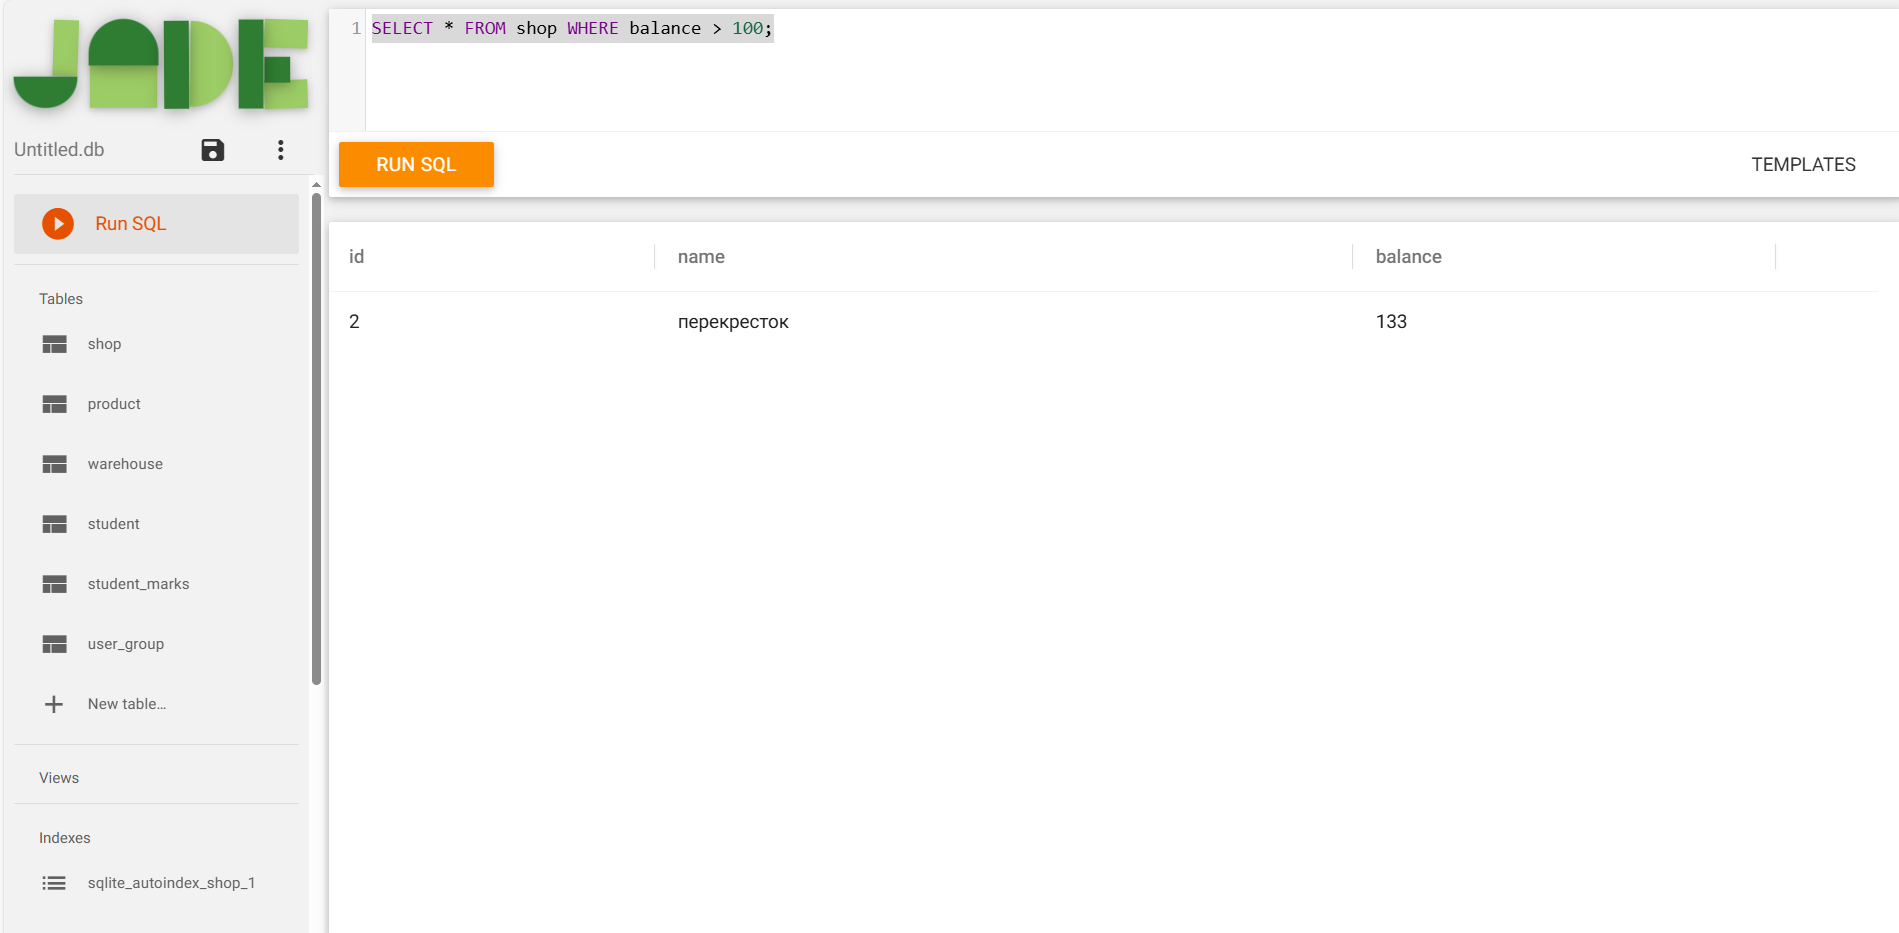 JADE
Untitled.db
Run SQL
Tables
shop
product
warehouse
student
student_marks
user_group
New table...
Views
Indexes
sqlite_autoindex_shop_1
1 SELECT * FROM shop WHERE balance > 100;
RUN SQL TEMPLATES
id name balance
2 перекресток 133